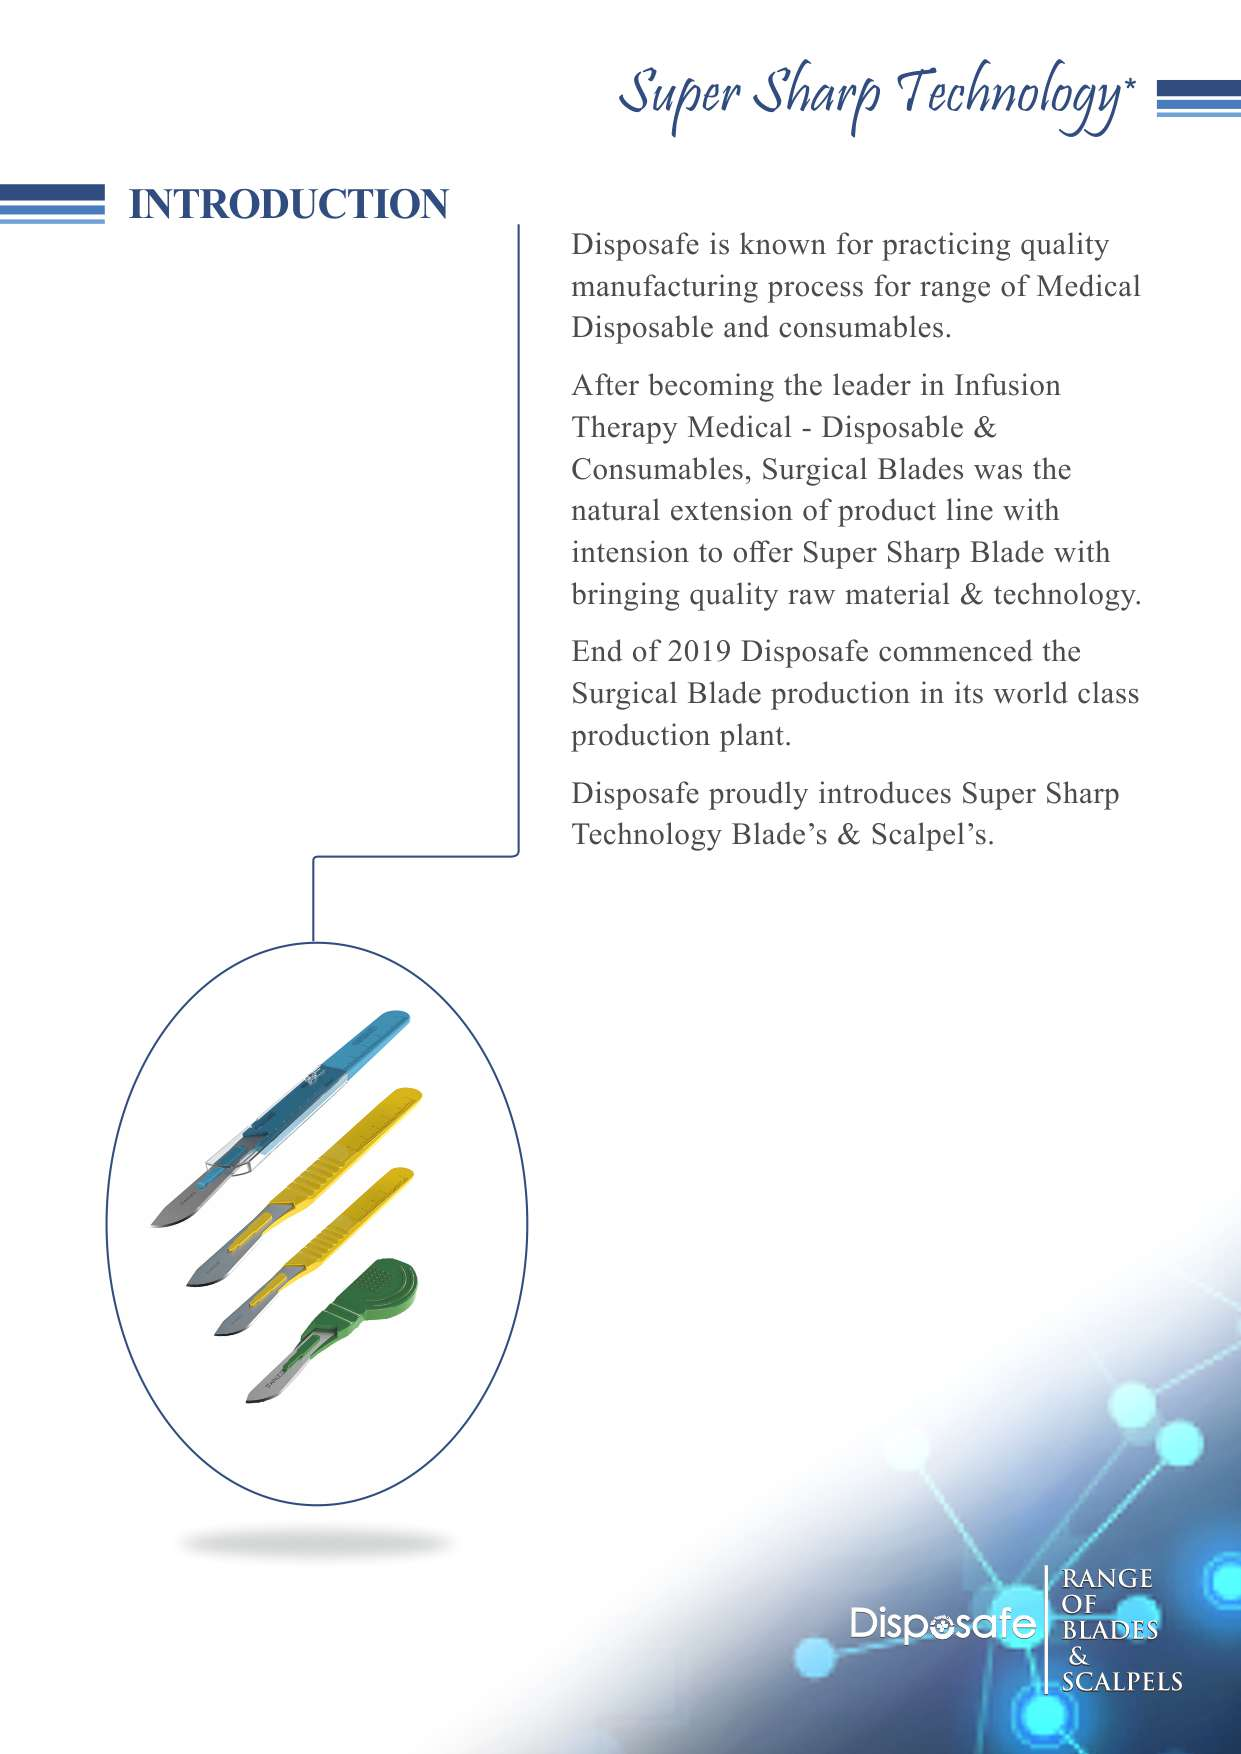 Super Sharp Technology*
INTRODUCTION
Disposafe is known for practicing quality
manufacturing process for range of Medical
Disposable and consumables.
After becoming the leader in Infusion
Therapy Medical - Disposable &
Consumables, Surgical Blades was the
natural extension of product line with
intension to offer Super Sharp Blade with
bringing quality raw material & technology.
End of 2019 Disposafe commenced the
Surgical Blade production in its world class
production plant.
Disposafe proudly introduces Super Sharp
Technology Blade’s & Scalpel’s.
Disposafe
RANGE
OF
BLADES
&
SCALPELS